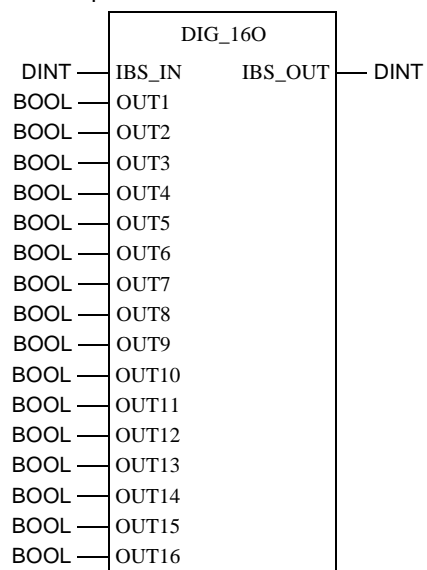 DIG_16O
DINT IBS_IN IBS_OUT DINT
BOOL OUT1
BOOL OUT2
BOOL OUT3
BOOL OUT4
BOOL OUT5
BOOL OUT6
BOOL OUT7
BOOL OUT8
BOOL OUT9
BOOL OUT10
BOOL OUT11
BOOL OUT12
BOOL OUT13
BOOL OUT14
BOOL OUT15
BOOL OUT16